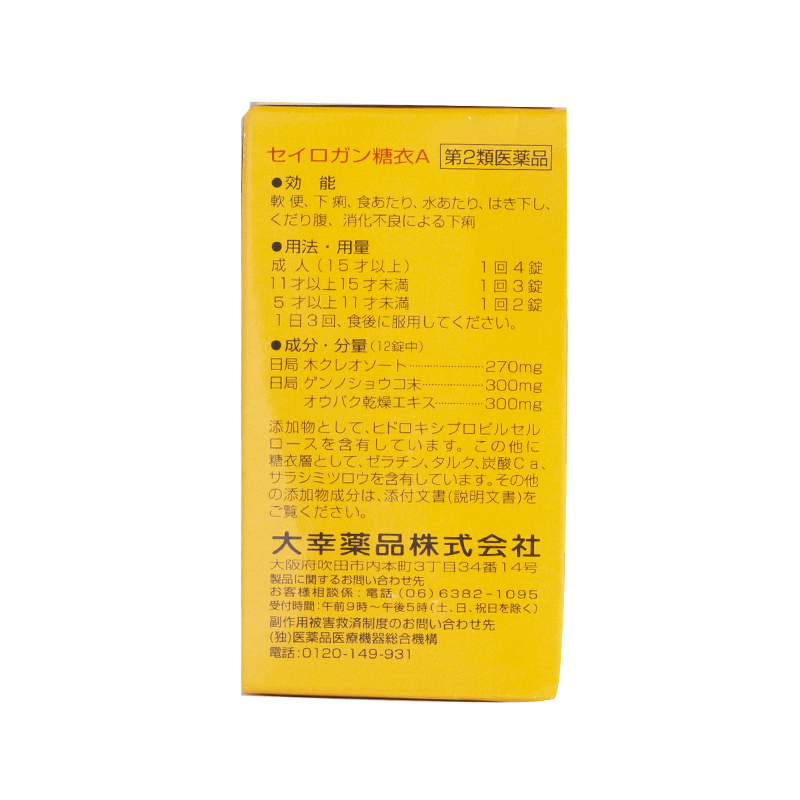 セイロガン糖衣A 第2類医薬品
●効 能
軟便、下痢、食あたり、水あたり、はき下し、
くだり腹、消化不良による下痢
●用法・用量
成人(15才以上) 1回4錠
11才以上15才未満 1回3錠
5才以上11才未満 1回2錠
1日3回、食後に服用してください。
●成分・分量(12錠中)
日局 木クレオソート…………………270mg
日局 ゲンノショウコ末……………300mg
オウバク乾燥エキス…………300mg
添加物として、ヒドロキシプロピルセル
ロースを含有しています。この他に
糖衣層として、ゼラチン、タルク、炭酸Ca、
サラシミツロウを含有しています。その他
の添加物成分は、添付文書(説明文書)を
ご覧ください。
大幸薬品株式会社
大阪府吹田市内本町3丁目34番14号
製品に関するお問い合わせ先
お客様相談係:電話(06)6382-1095
受付時間:午前9時~午後5時(土、日、祝日を除く)
副作用被害救済制度のお問い合わせ先
(独)医薬品医療機器総合機構
電話:0120-149-931